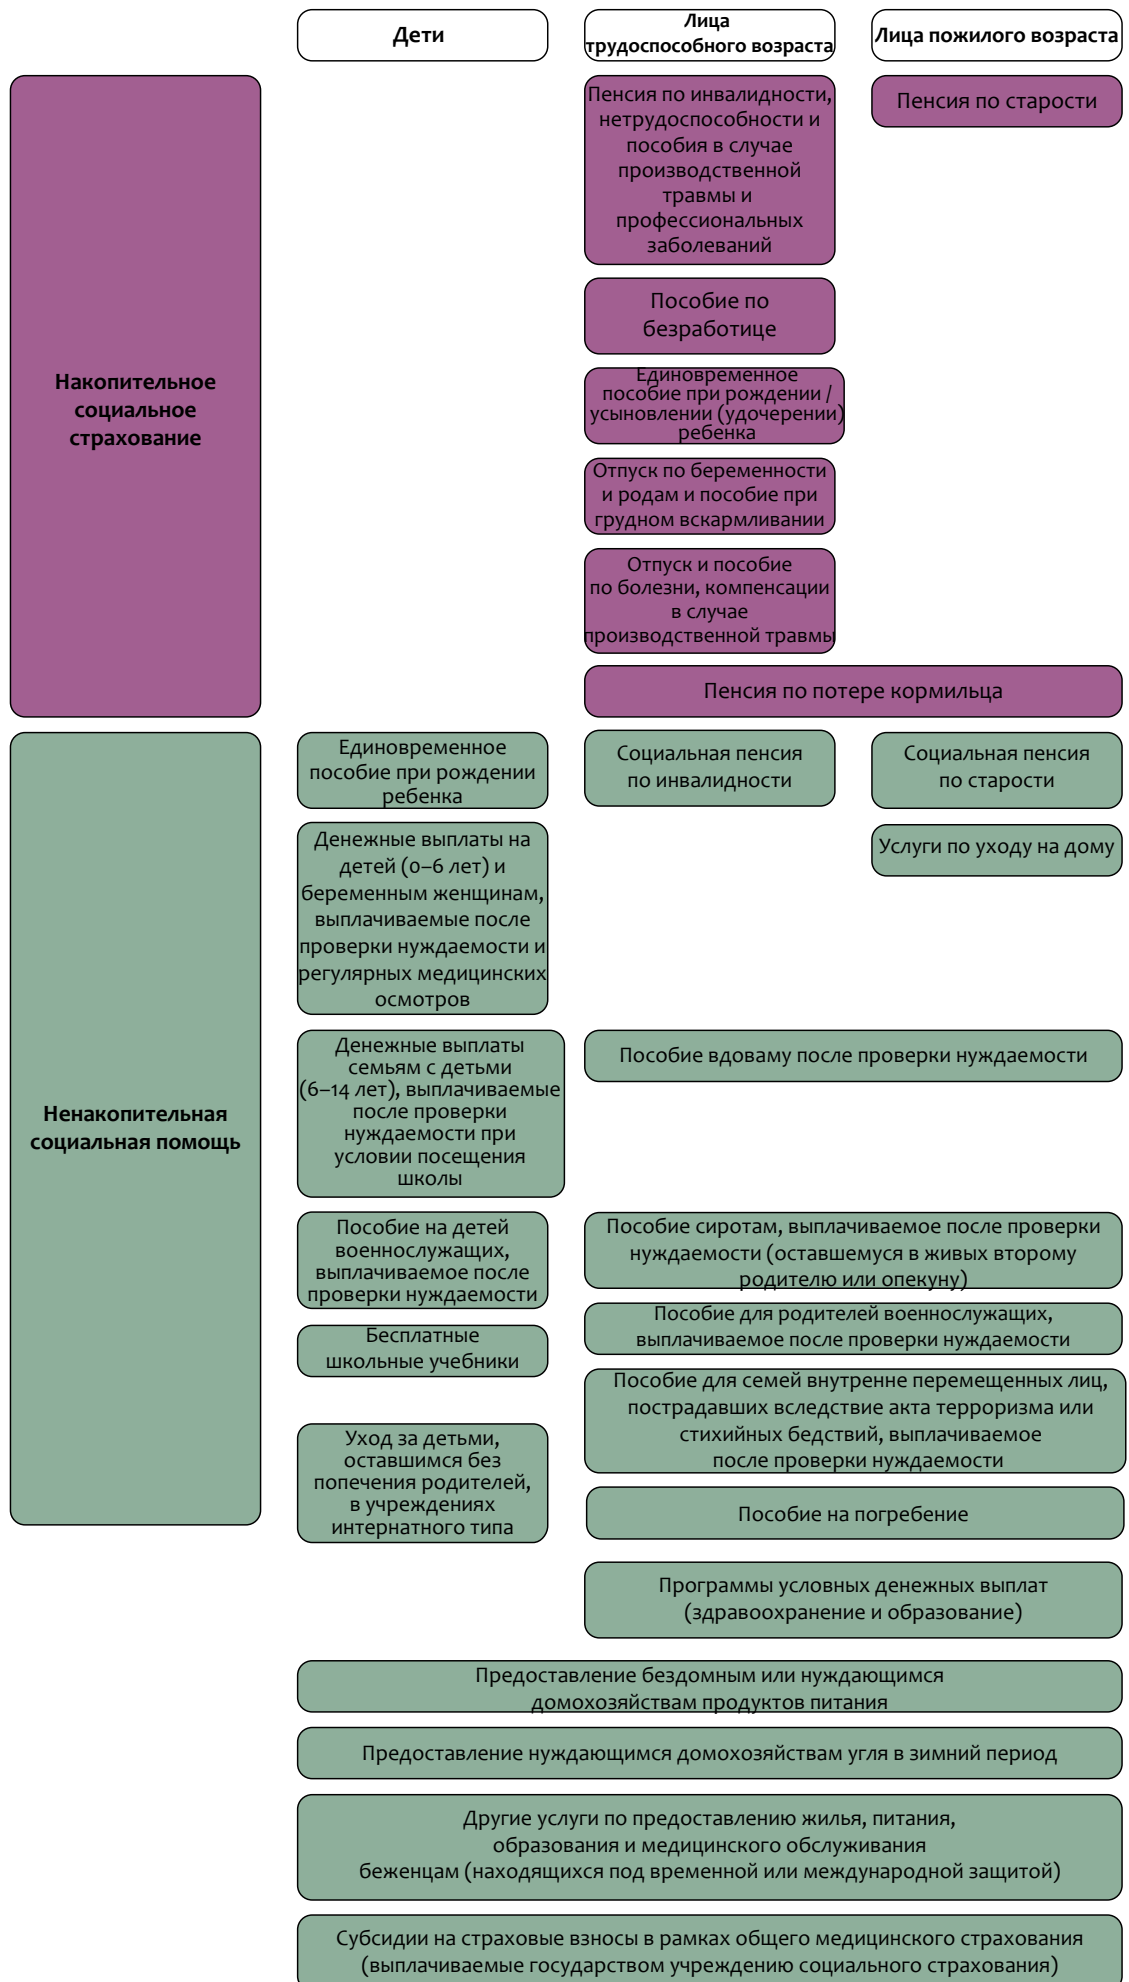 Дети
Лица
трудоспособного возраста
Лица пожилого возраста
Накопительное
социальное
страхование
Пенсия по инвалидности,
нетрудоспособности и
пособия в случае
производственной
травмы и
профессиональных
заболеваний
Пенсия по старости
Пособие по
безработице
Единовременное
пособие при рождении /
усыновлении (удочерении)
ребенка
Отпуск по беременности
и родам и пособие при
грудном вскармливании
Отпуск и пособие
по болезни, компенсации
в случае
производственной травмы
Пенсия по потере кормильца
Ненакопительная
социальная помощь
Единовременное
пособие при рождении
ребенка
Социальная пенсия
по инвалидности
Социальная пенсия
по старости
Денежные выплаты на
детей (0–6 лет) и
беременным женщинам,
выплачиваемые после
проверки нуждаемости и
регулярных медицинских
осмотров
Услуги по уходу на дому
Денежные выплаты
семьям с детьми
(6–14 лет), выплачиваемые
после проверки
нуждаемости при
условии посещения
школы
Пособие вдоваму после проверки нуждаемости
Пособие на детей
военнослужащих,
выплачиваемое после
проверки нуждаемости
Пособие сиротам, выплачиваемое после проверки
нуждаемости (оставшемуся в живых второму
родителю или опекуну)
Бесплатные
школьные учебники
Пособие для родителей военнослужащих,
выплачиваемое после проверки нуждаемости
Пособие для семей внутренне перемещенных лиц,
пострадавших вследствие акта терроризма или
стихийных бедствий, выплачиваемое
после проверки нуждаемости
Уход за детьми,
оставшимся без
попечения родителей,
в учреждениях
интернатного типа
Пособие на погребение
Программы условных денежных выплат
(здравоохранение и образование)
Предоставление бездомным или нуждающимся
домохозяйствам продуктов питания
Предоставление нуждающимся домохозяйствам угля в зимний период
Другие услуги по предоставлению жилья, питания,
образования и медицинского обслуживания
беженцам (находящихся под временной или международной защитой)
Субсидии на страховые взносы в рамках общего медицинского страхования
(выплачиваемые государством учреждению социального страхования)